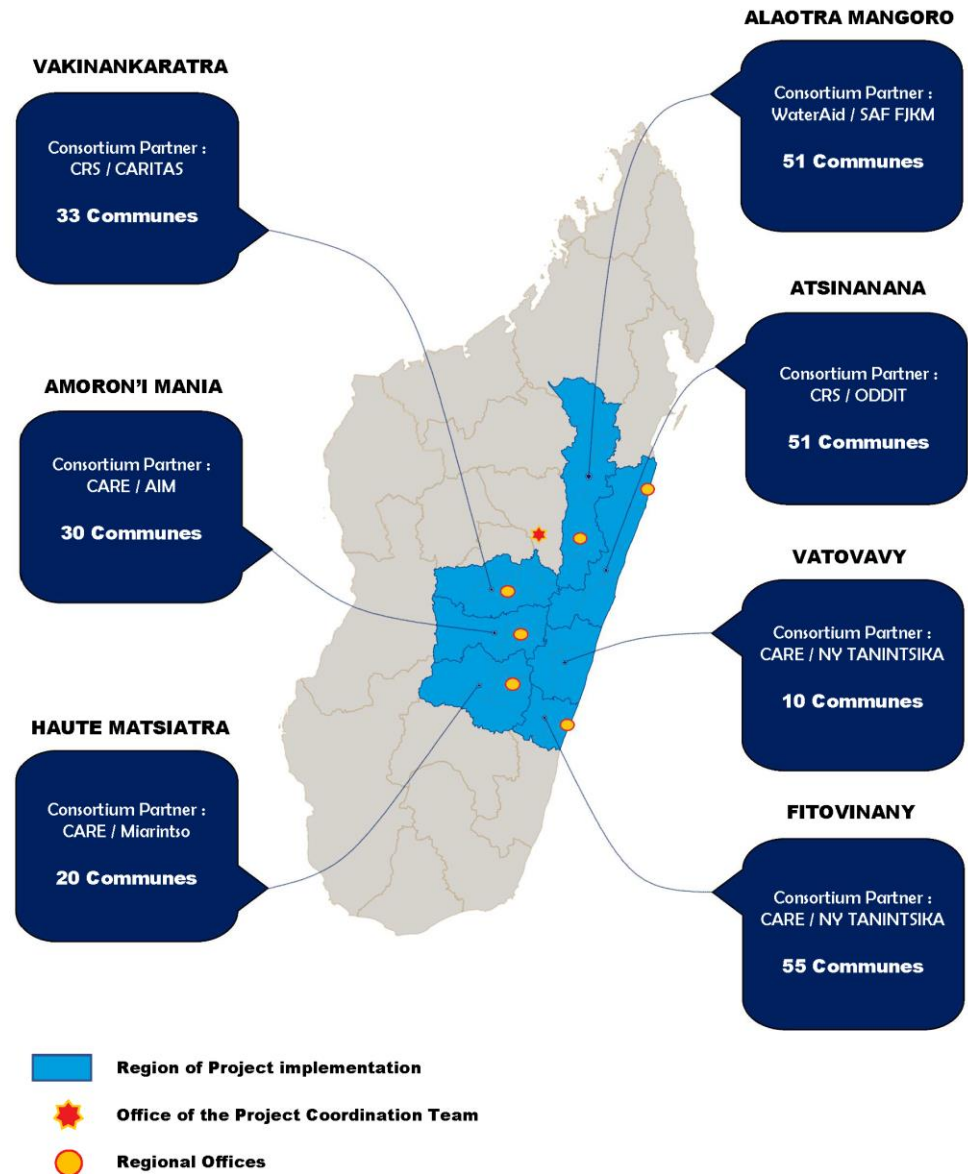 ALAOTRA MANGORO
Consortium Partner :
WaterAid / SAF FJKM
51 Communes
VAKINANKARATRA
Consortium Partner :
CRS / CARITAS
33 Communes
ATSINANANA
Consortium Partner :
CRS / ODDIT
51 Communes
AMORON'I MANIA
Consortium Partner :
CARE / AIM
30 Communes
VATOVAVY
Consortium Partner :
CARE / NY TANINTSIKA
10 Communes
HAUTE MATSIATRA
Consortium Partner :
CARE / Miarintso
20 Communes
FITOVINANY
Consortium Partner :
CARE / NY TANINTSIKA
55 Communes
Region of Project implementation
Office of the Project Coordination Team
Regional Offices